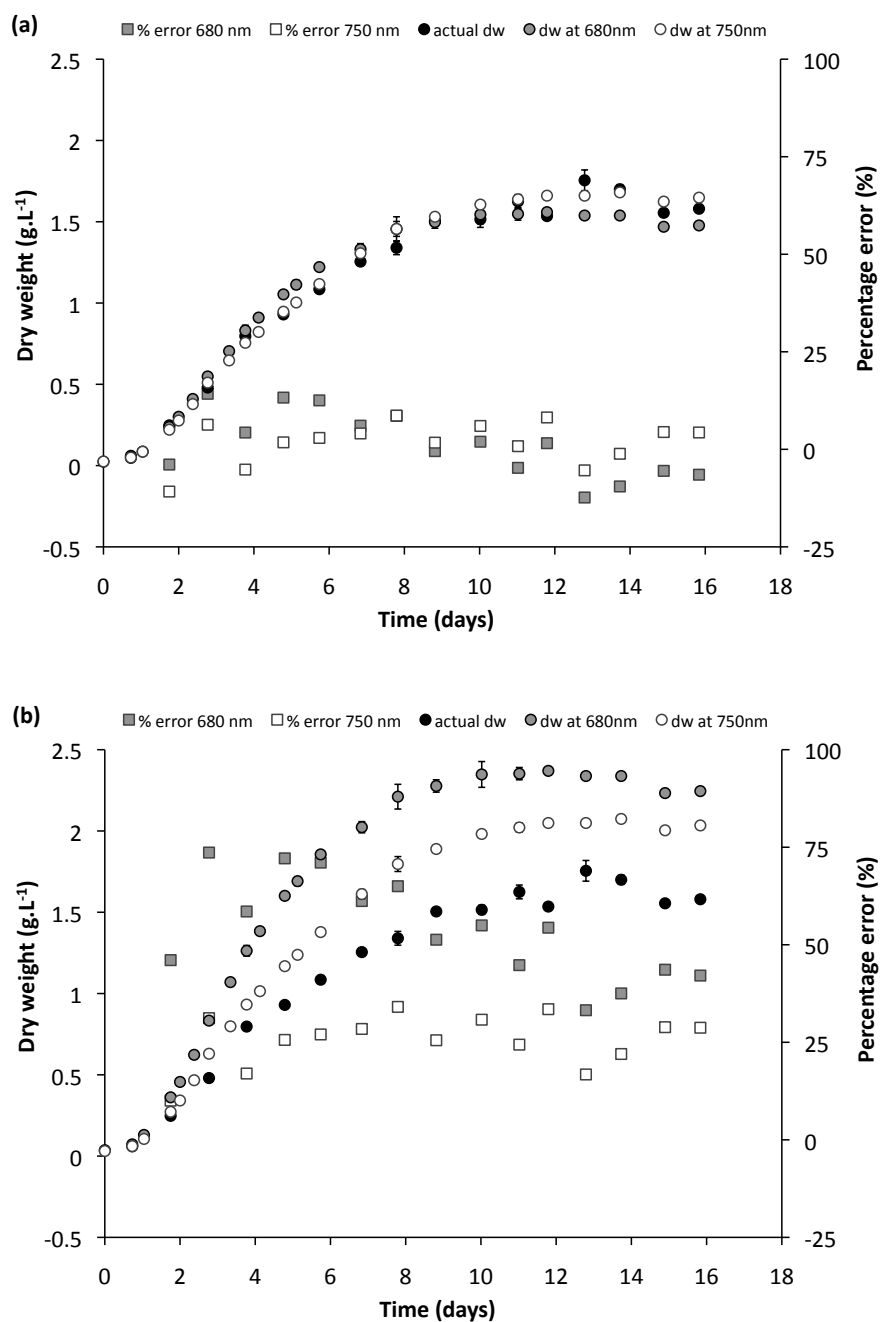 (a)
% error 680 nm % error 750 nm actual dw dw at 680nm dw at 750nm
2.5
2
1.5
1
0.5
0
-0.5
Dry weight (g.L⁻¹)
100
75
50
25
0
-25
Percentage error (%)
0 2 4 6 8 10 12 14 16 18
Time (days)
(b)
% error 680 nm % error 750 nm actual dw dw at 680nm dw at 750nm
2.5
2
1.5
1
0.5
0
-0.5
Dry weight (g.L⁻¹)
100
75
50
25
0
-25
Percentage error (%)
0 2 4 6 8 10 12 14 16 18
Time (days)